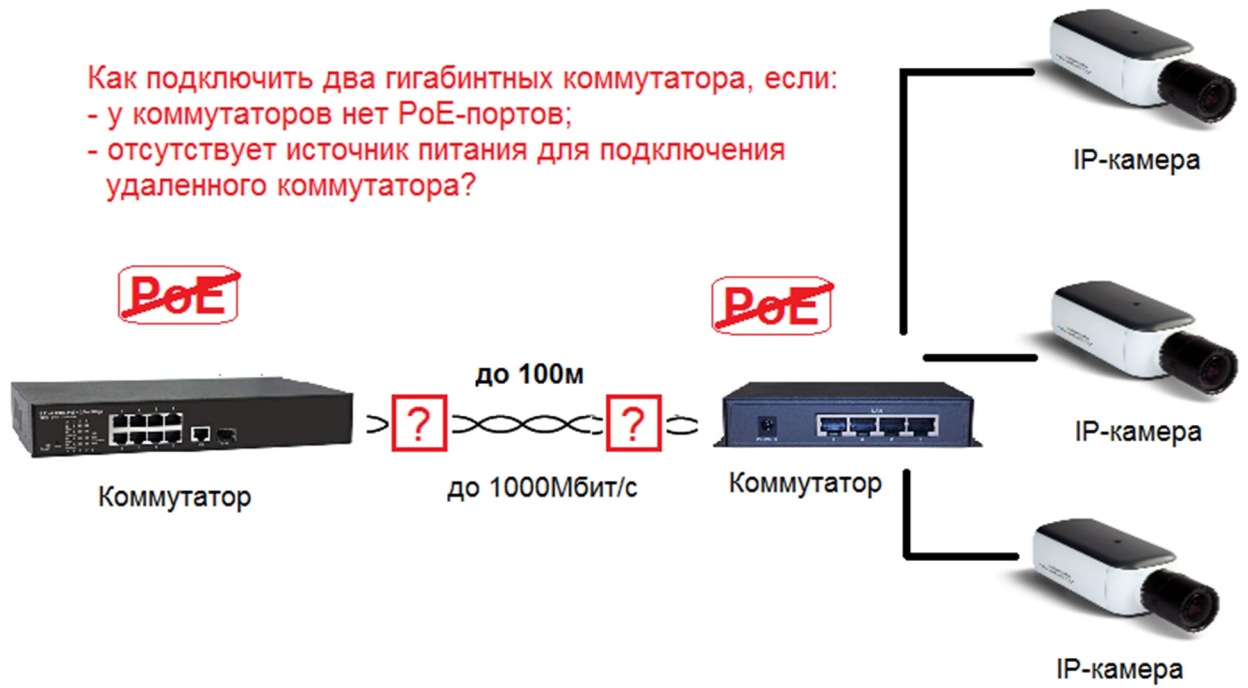 Как подключить два гигабинтных коммутатора, если:
- у коммутаторов нет PoE-портов;
- отсутствует источник питания для подключения
удаленного коммутатора?
IP-камера
PoE
PoE
до 100м
? ?
IP-камера
до 1000Мбит/с
Коммутатор
Коммутатор
LAN
IP-камера